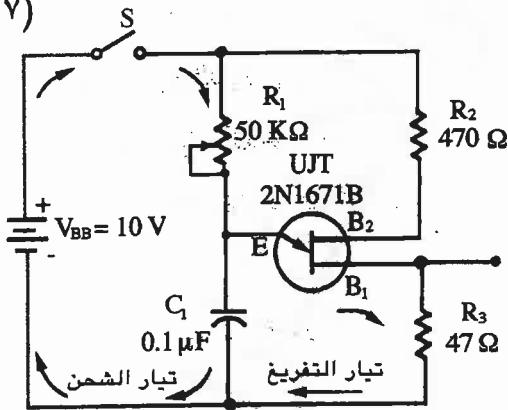 ٧)
S
R₁
50 KΩ
R₂
470 Ω
UJT
2N1671B
+
V_BB = 10 V
-
E
B₂
B₁
C₁
0.1 µF
R₃
47 Ω
تيار الشحن
تيار التفريغ